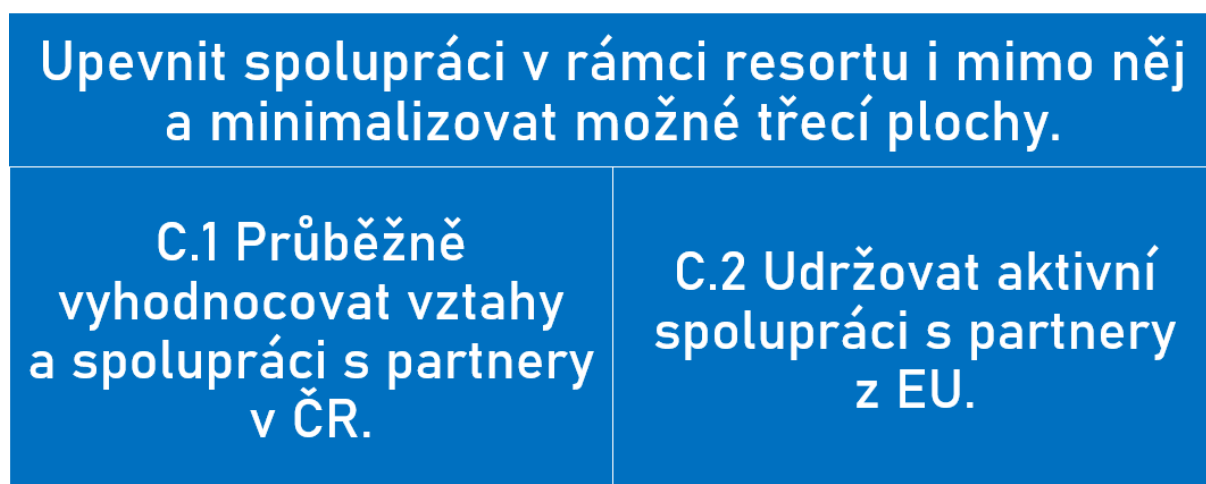 Upevnit spolupráci v rámci resortu i mimo něj
a minimalizovat možné třecí plochy.
C.1 Průběžně
vyhodnocovat vztahy
a spolupráci s partnery
v ČR.
C.2 Udržovat aktivní
spolupráci s partnery
z EU.